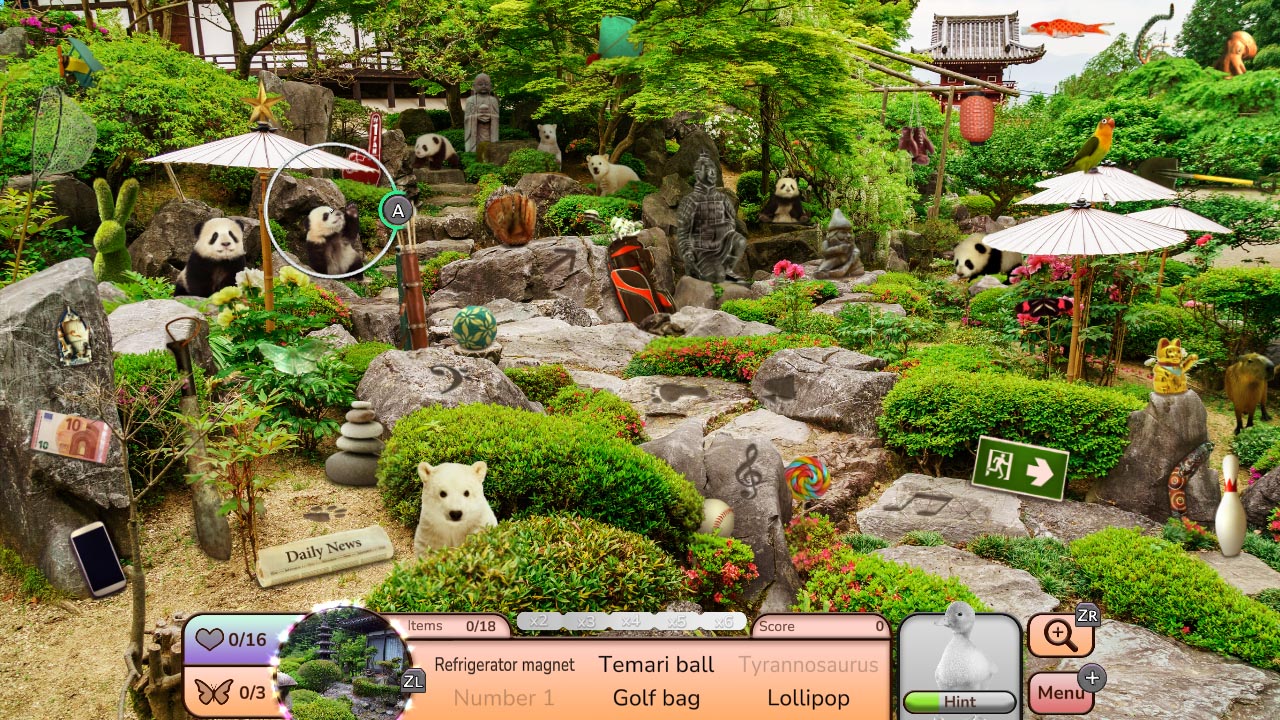 10
10
Daily News
A
0/16
0/3
ZL
Items 0/18
x2 x3 x4 x5 x6
Score 0
Refrigerator magnet
Temari ball
Tyrannosaurus
Number 1
Golf bag
Lollipop
Hint
ZR
+
Menu